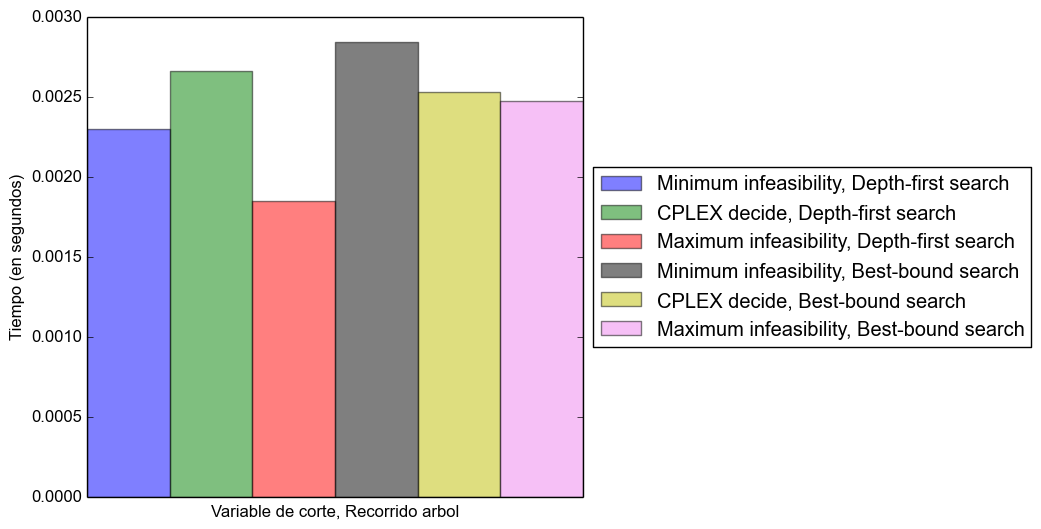 0.0030
0.0025
0.0020
0.0015
0.0010
0.0005
0.0000
Tiempo (en segundos)
Variable de corte, Recorrido arbol
Minimum infeasibility, Depth-first search
CPLEX decide, Depth-first search
Maximum infeasibility, Depth-first search
Minimum infeasibility, Best-bound search
CPLEX decide, Best-bound search
Maximum infeasibility, Best-bound search